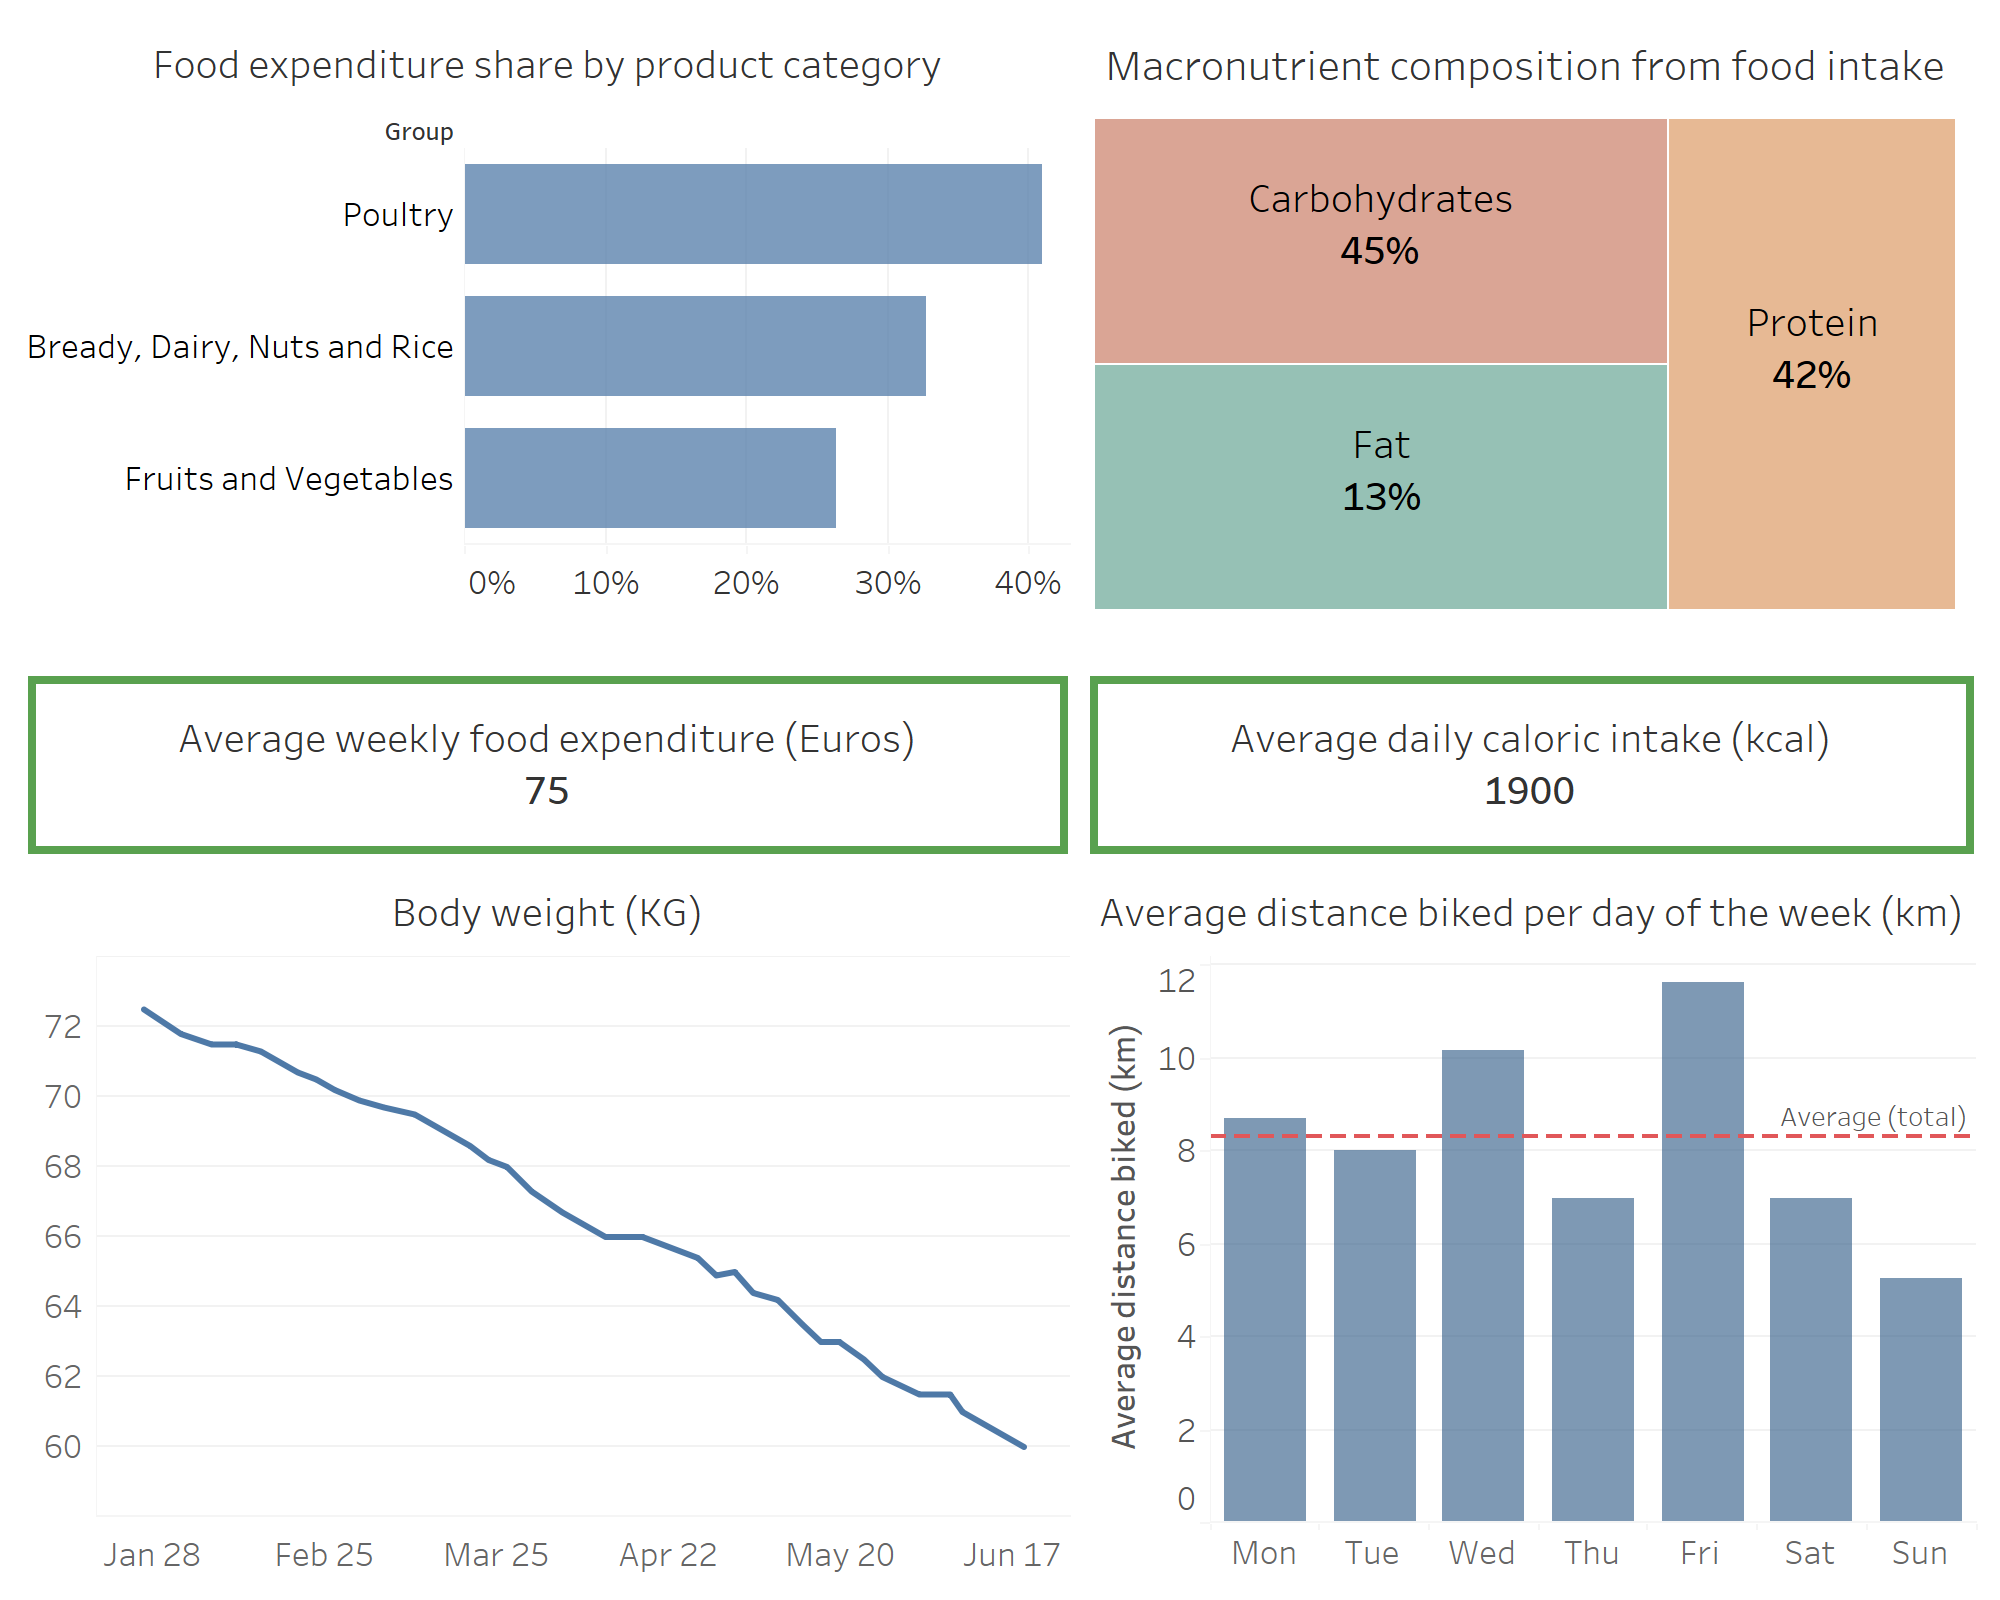 Food expenditure share by product category
Group
Poultry
Bready, Dairy, Nuts and Rice
Fruits and Vegetables
0% 10% 20% 30% 40%
Macronutrient composition from food intake
Carbohydrates
45%
Fat
13%
Protein
42%
Average weekly food expenditure (Euros)
75
Average daily caloric intake (kcal)
1900
Body weight (KG)
72
70
68
66
64
62
60
Jan 28 Feb 25 Mar 25 Apr 22 May 20 Jun 17
Average distance biked per day of the week (km)
Average distance biked (km)
12
10
8
6
4
2
0
Average (total)
Mon Tue Wed Thu Fri Sat Sun